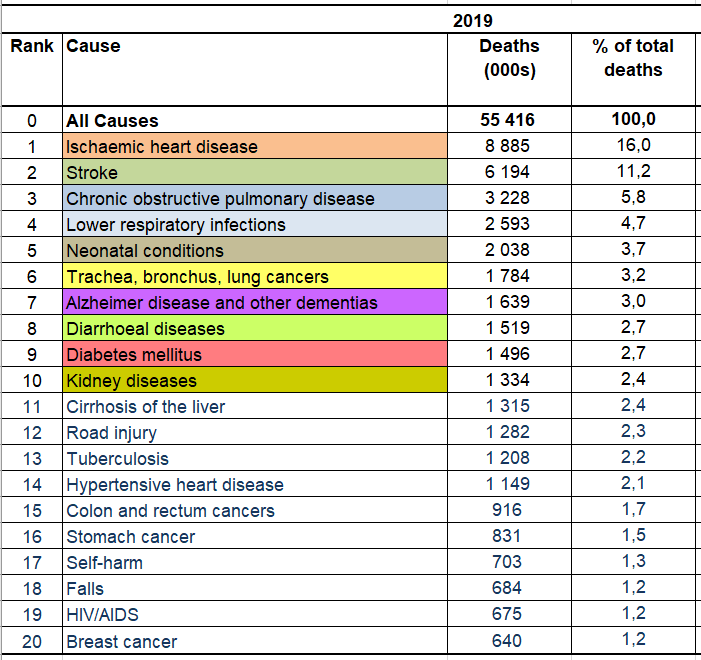 2019
Rank Cause Deaths % of total
(000s) deaths
0 All Causes 55 416 100,0
1 Ischaemic heart disease 8 885 16,0
2 Stroke 6 194 11,2
3 Chronic obstructive pulmonary disease 3 228 5,8
4 Lower respiratory infections 2 593 4,7
5 Neonatal conditions 2 038 3,7
6 Trachea, bronchus, lung cancers 1 784 3,2
7 Alzheimer disease and other dementias 1 639 3,0
8 Diarrhoeal diseases 1 519 2,7
9 Diabetes mellitus 1 496 2,7
10 Kidney diseases 1 334 2,4
11 Cirrhosis of the liver 1 315 2,4
12 Road injury 1 282 2,3
13 Tuberculosis 1 208 2,2
14 Hypertensive heart disease 1 149 2,1
15 Colon and rectum cancers 916 1,7
16 Stomach cancer 831 1,5
17 Self-harm 703 1,3
18 Falls 684 1,2
19 HIV/AIDS 675 1,2
20 Breast cancer 640 1,2